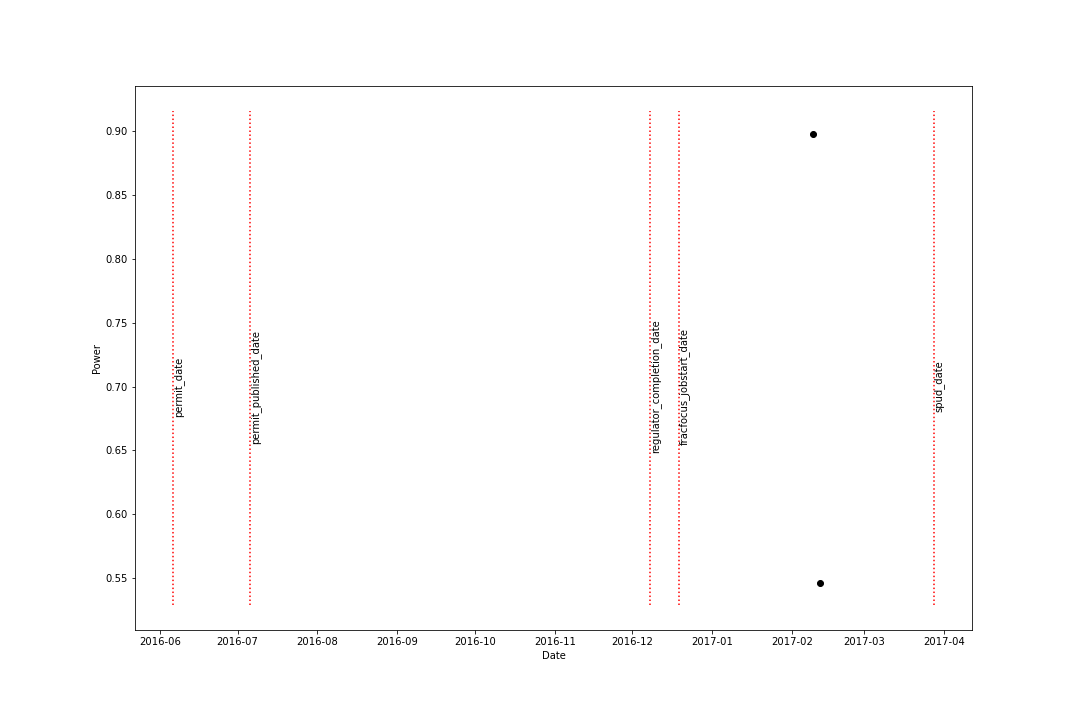 0.90
0.85
0.80
0.75
0.70
0.65
0.60
0.55
Power
permit_date
permit_published_date
regulator_completion_date
fracfocus_jobstart_date
spud_date
2016-06 2016-07 2016-08 2016-09 2016-10 2016-11 2016-12 2017-01 2017-02 2017-03 2017-04
Date